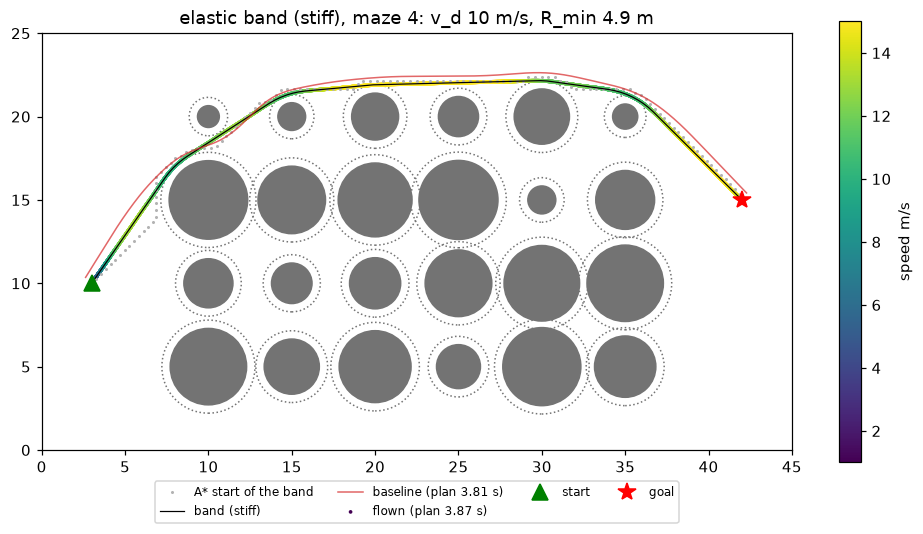 elastic band (stiff), maze 4: v_d 10 m/s, R_min 4.9 m
25
20
15
10
5
0
0 5 10 15 20 25 30 35 40 45
14
12
10
8
6
4
2
speed m/s
A* start of the band
band (stiff)
baseline (plan 3.81 s)
flown (plan 3.87 s)
start
goal